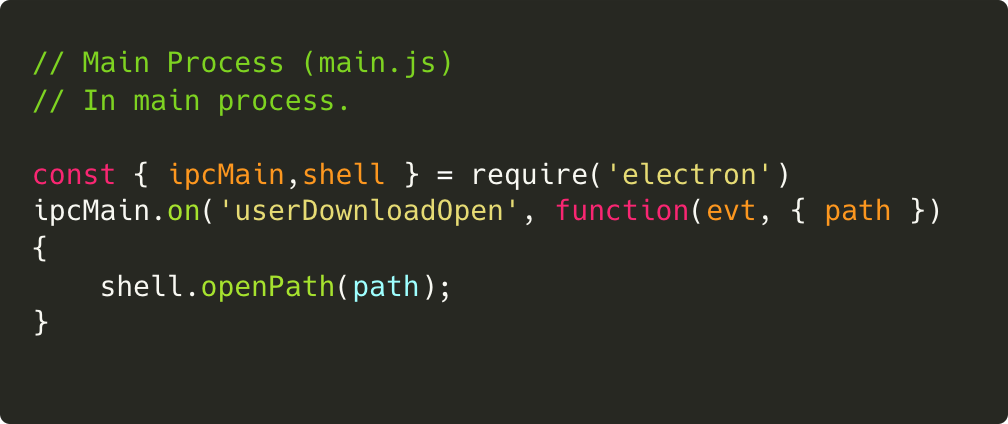 // Main Process (main.js)
// In main process.
const { ipcMain,shell } = require('electron')
ipcMain.on('userDownloadOpen', function(evt, { path })
{
    shell.openPath(path);
}